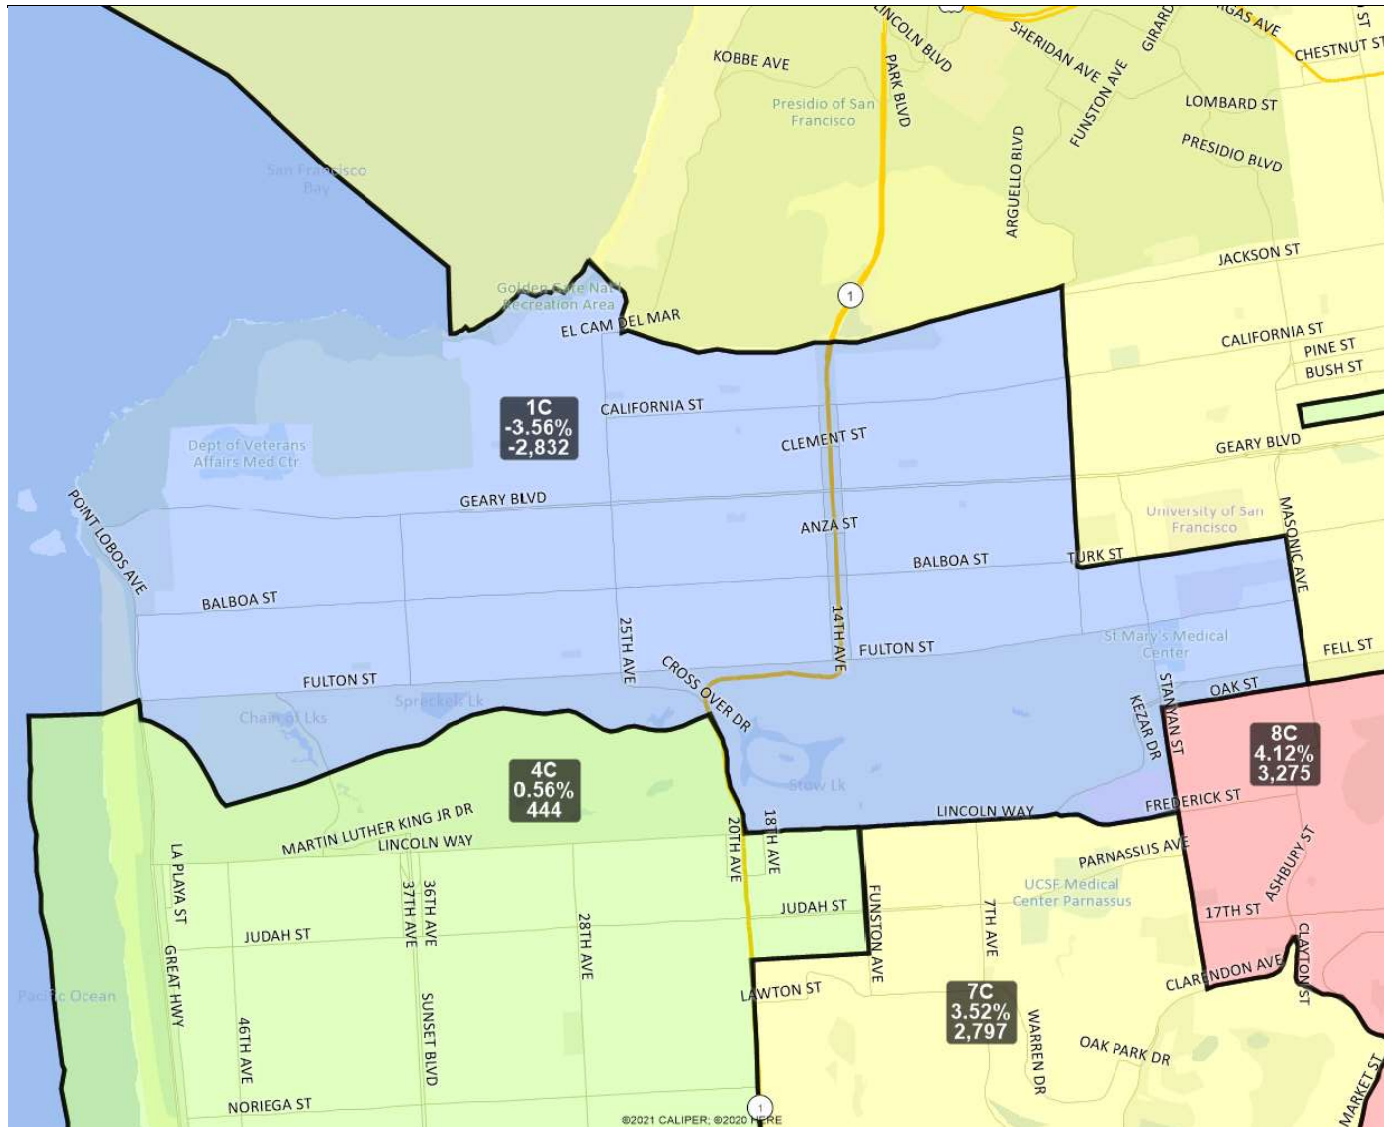 LINCOLN BLVD
SHERIDAN AVE
GIRARD
CHESTNUT ST
KOBBE AVE
PARK BLVD
FUNSTON AVE
LOMBARD ST
Presidio of San
Francisco
ARGUELLO BLVD
PRESIDIO BLVD
San Francisco
Bay
JACKSON ST
Golden Gate Nat'l
Recreation Area
1
EL CAM DEL MAR
CALIFORNIA ST
PINE ST
BUSH ST
1C
-3.56%
-2,832
CALIFORNIA ST
CLEMENT ST
GEARY BLVD
Dept of Veterans
Affairs Med Ctr
POINT LOBOS AVE
GEARY BLVD
ANZA ST
University of San
Francisco
MASONIC AVE
BALBOA ST
TURK ST
BALBOA ST
25TH AVE
14TH AVE
FULTON ST
St Mary's Medical
Center
FELL ST
FULTON ST
CROSS OVER DR
STANYAN ST
OAK ST
KEZAR DR
Spreckels Lk
Chain of Lks
8C
4.12%
3,275
4C
0.56%
444
Stow Lk
FREDERICK ST
LINCOLN WAY
MARTIN LUTHER KING JR DR
LINCOLN WAY
20TH AVE
18TH AVE
PARNASSUS AVE
ASHBURY ST
LA PLAYA ST
37TH AVE
36TH AVE
28TH AVE
FUNSTON AVE
7TH AVE
UCSF Medical
Center Parnassus
17TH ST
JUDAH ST
JUDAH ST
GREAT HWY
CLARENDON AVE
CLAYTON ST
Pacific Ocean
LAWTON ST
7C
3.52%
2,797
SUNSET BLVD
46TH AVE
WARREN DR
OAK PARK DR
MARKET ST
NORIEGA ST
1
©2021 CALIPER; ©2020 HERE